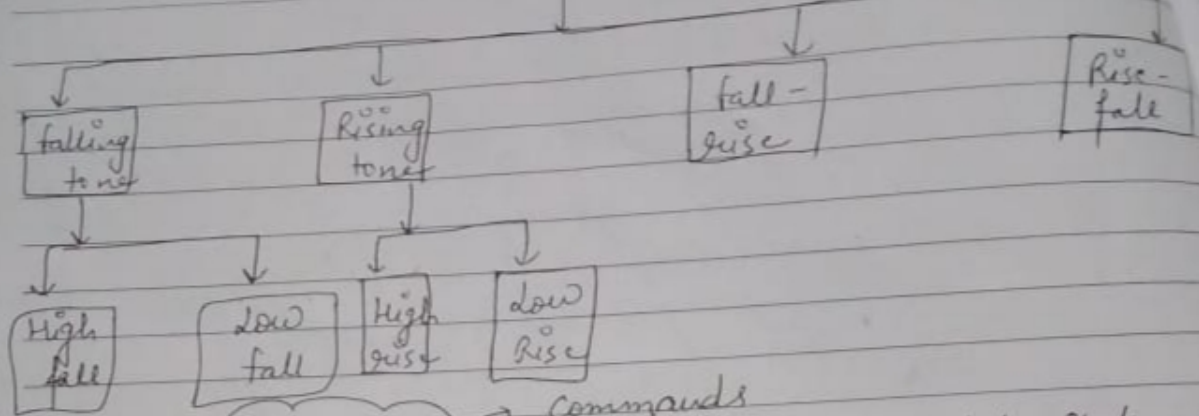 falling
tone
Rising
tone
fall -
rise
Rise -
fall
High
fall
Low
fall
High
rise
Low
Rise
→ Commands